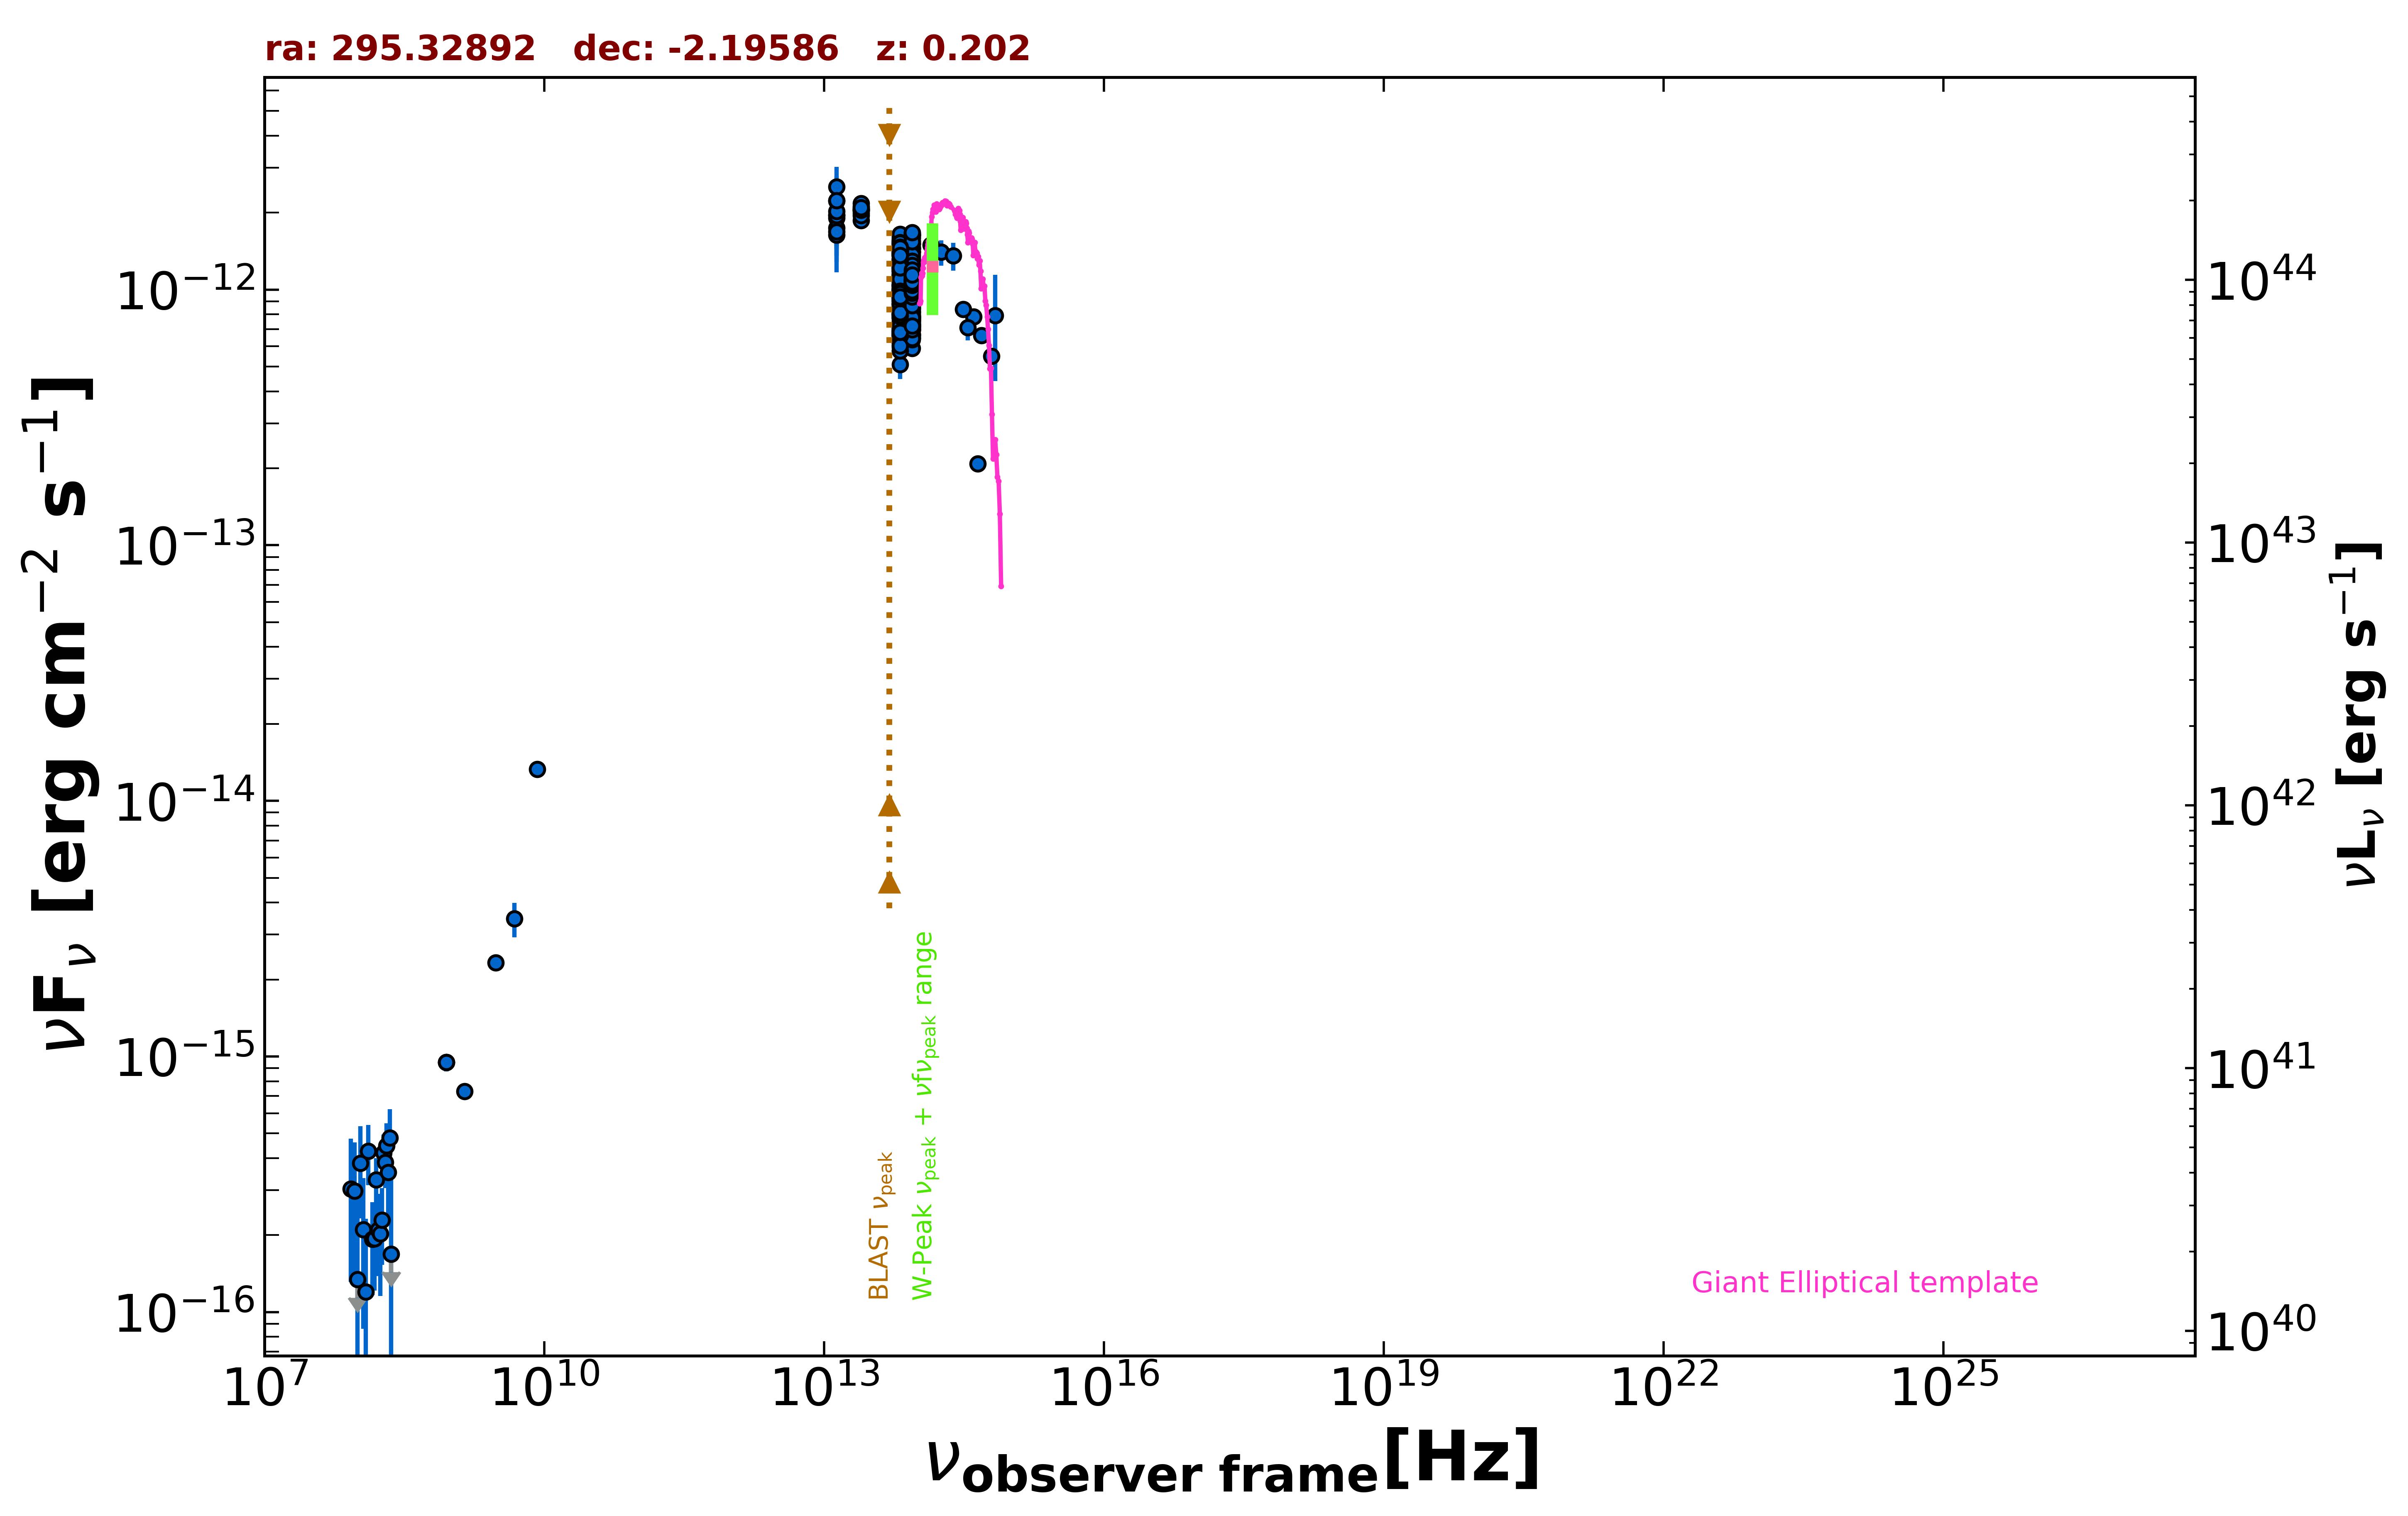 ra: 295.32892 dec: -2.19586 z: 0.202
νFν [erg cm−2 s−1]
10−12
10−13
10−14
10−15
10−16
νLν [erg s−1]
1044
1043
1042
1041
1040
BLAST νpeak
W-Peak νpeak + νfνpeak range
Giant Elliptical template
107 1010 1013 1016 1019 1022 1025
νobserver frame[Hz]